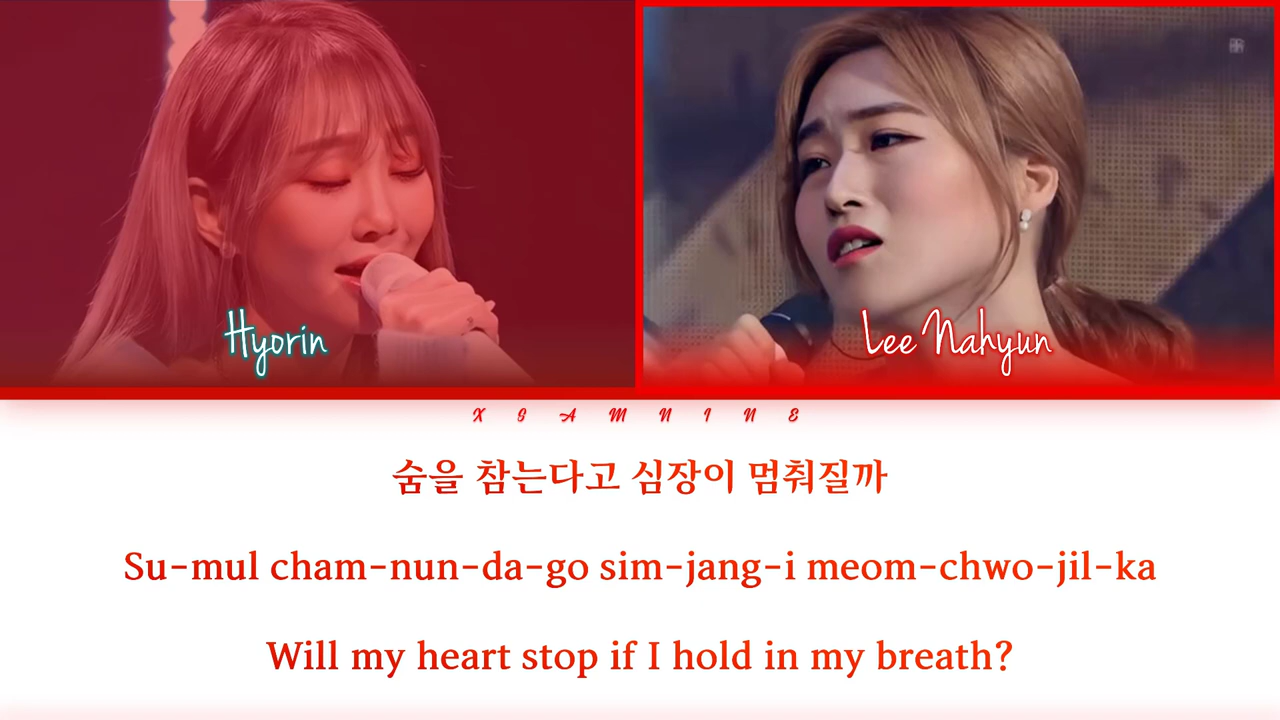 Hyorin
Lee Nahyun
X S A M N I N E
숨을 참는다고 심장이 멈춰질까
Su-mul cham-nun-da-go sim-jang-i meom-chwo-jil-ka
Will my heart stop if I hold in my breath?